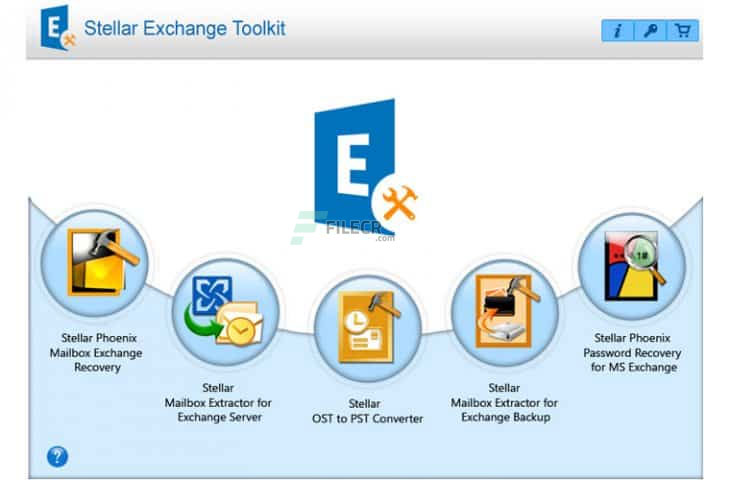 E
Stellar Exchange Toolkit
i
E
FILECR
.com
Stellar Phoenix
Mailbox Exchange
Recovery
Stellar
Mailbox Extractor for
Exchange Server
Stellar
OST to PST Converter
Stellar
Mailbox Extractor for
Exchange Backup
Stellar Phoenix
Password Recovery
for MS Exchange
?